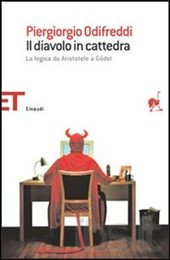 Piergiorgio Odifreddi
Il diavolo in cattedra
La logica da Aristotele a Gödel
ET
Einaudi